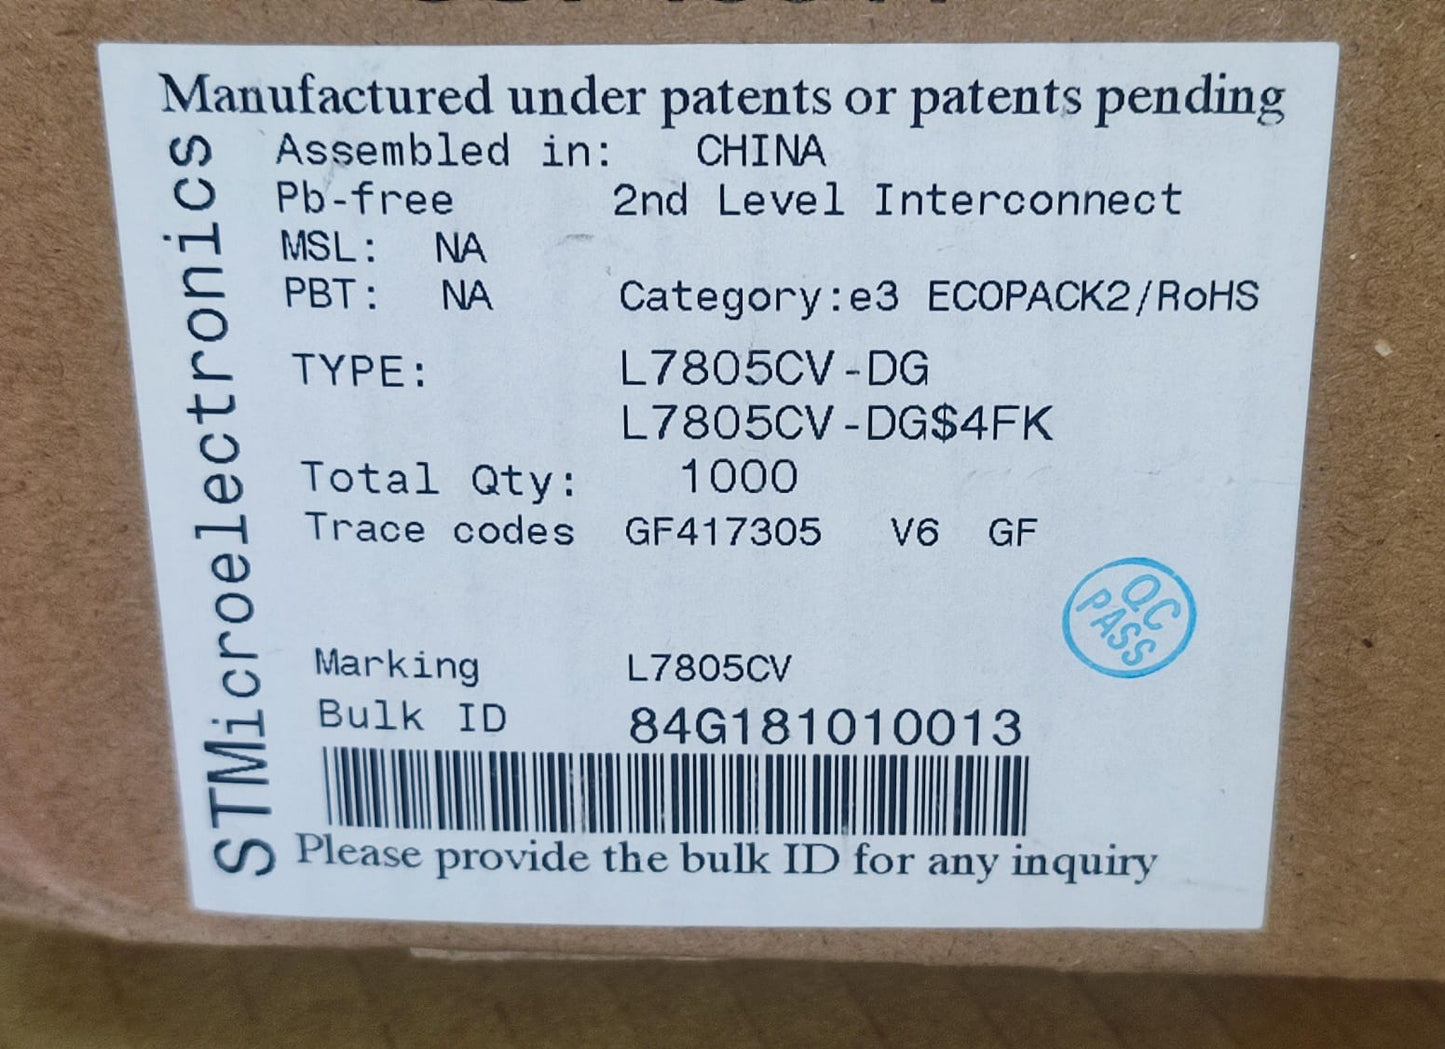 Manufactured under patents or patents pending
STMicroelectronics
Assembled in: CHINA
Pb-free 2nd Level Interconnect
MSL: NA
PBT: NA Category:e3 ECOPACK2/RoHS
TYPE: L7805CV-DG
L7805CV-DG$4FK
Total Qty: 1000
Trace codes GF417305 V6 GF
QC
PASS
Marking L7805CV
Bulk ID 84G181010013
Please provide the bulk ID for any inquiry